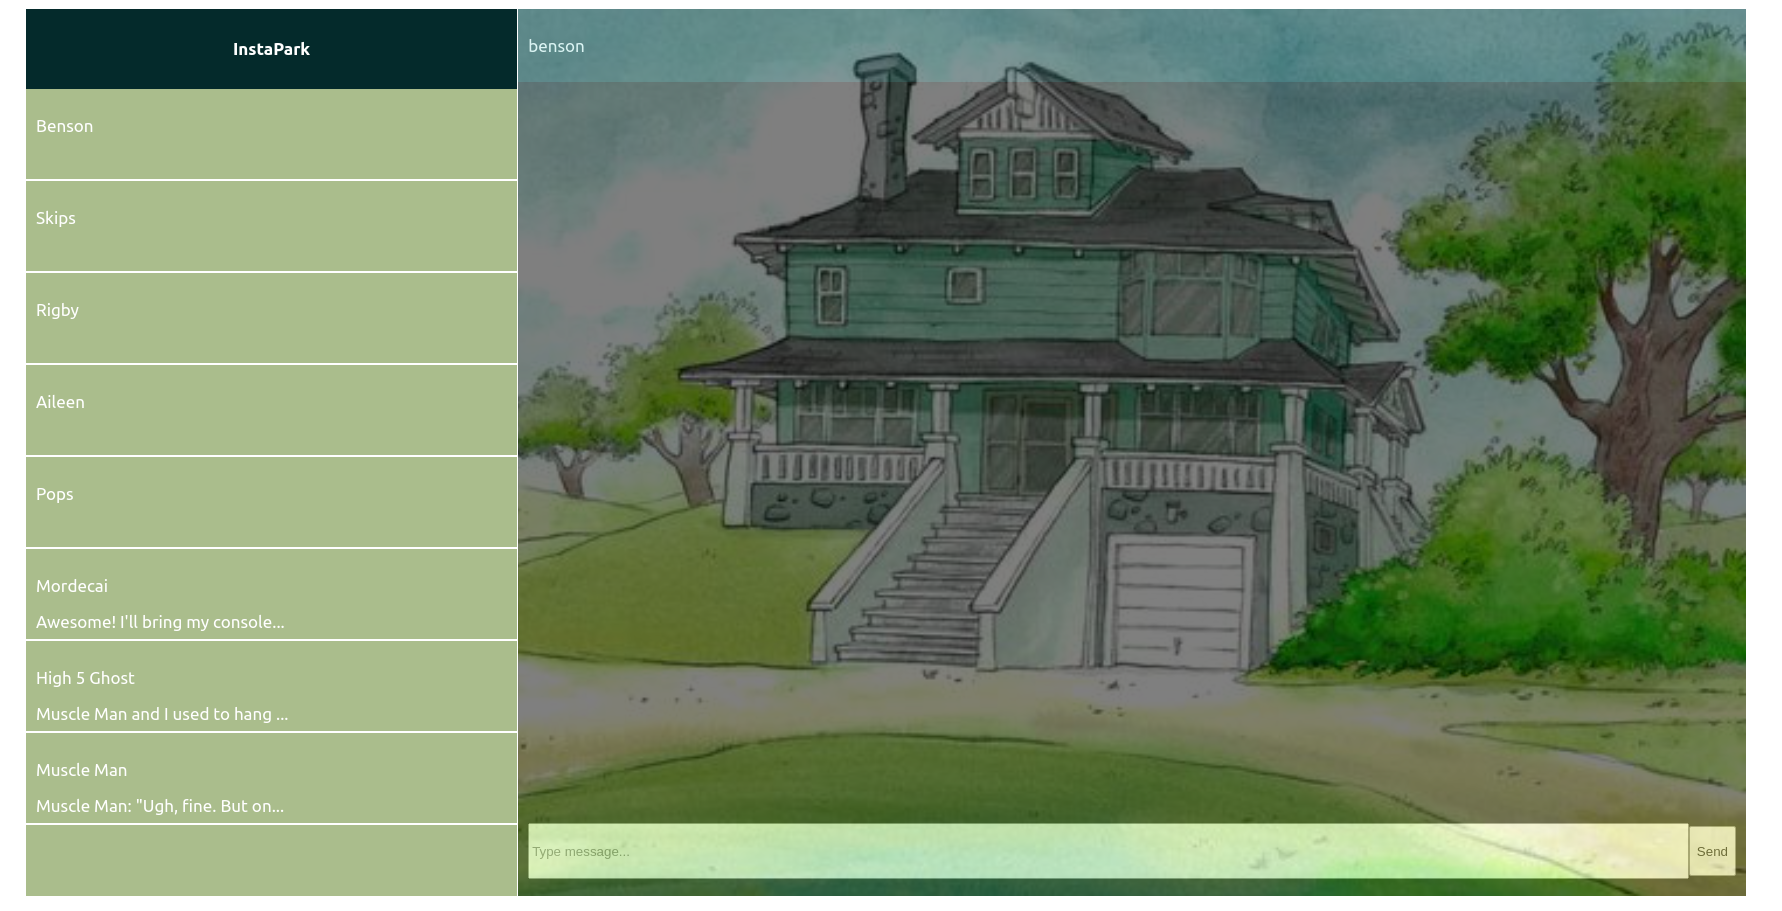 InstaPark
benson
Benson
Skips
Rigby
Aileen
Pops
Mordecai
Awesome! I'll bring my console...
High 5 Ghost
Muscle Man and I used to hang ...
Muscle Man
Muscle Man: "Ugh, fine. But on...
Type message...
Send